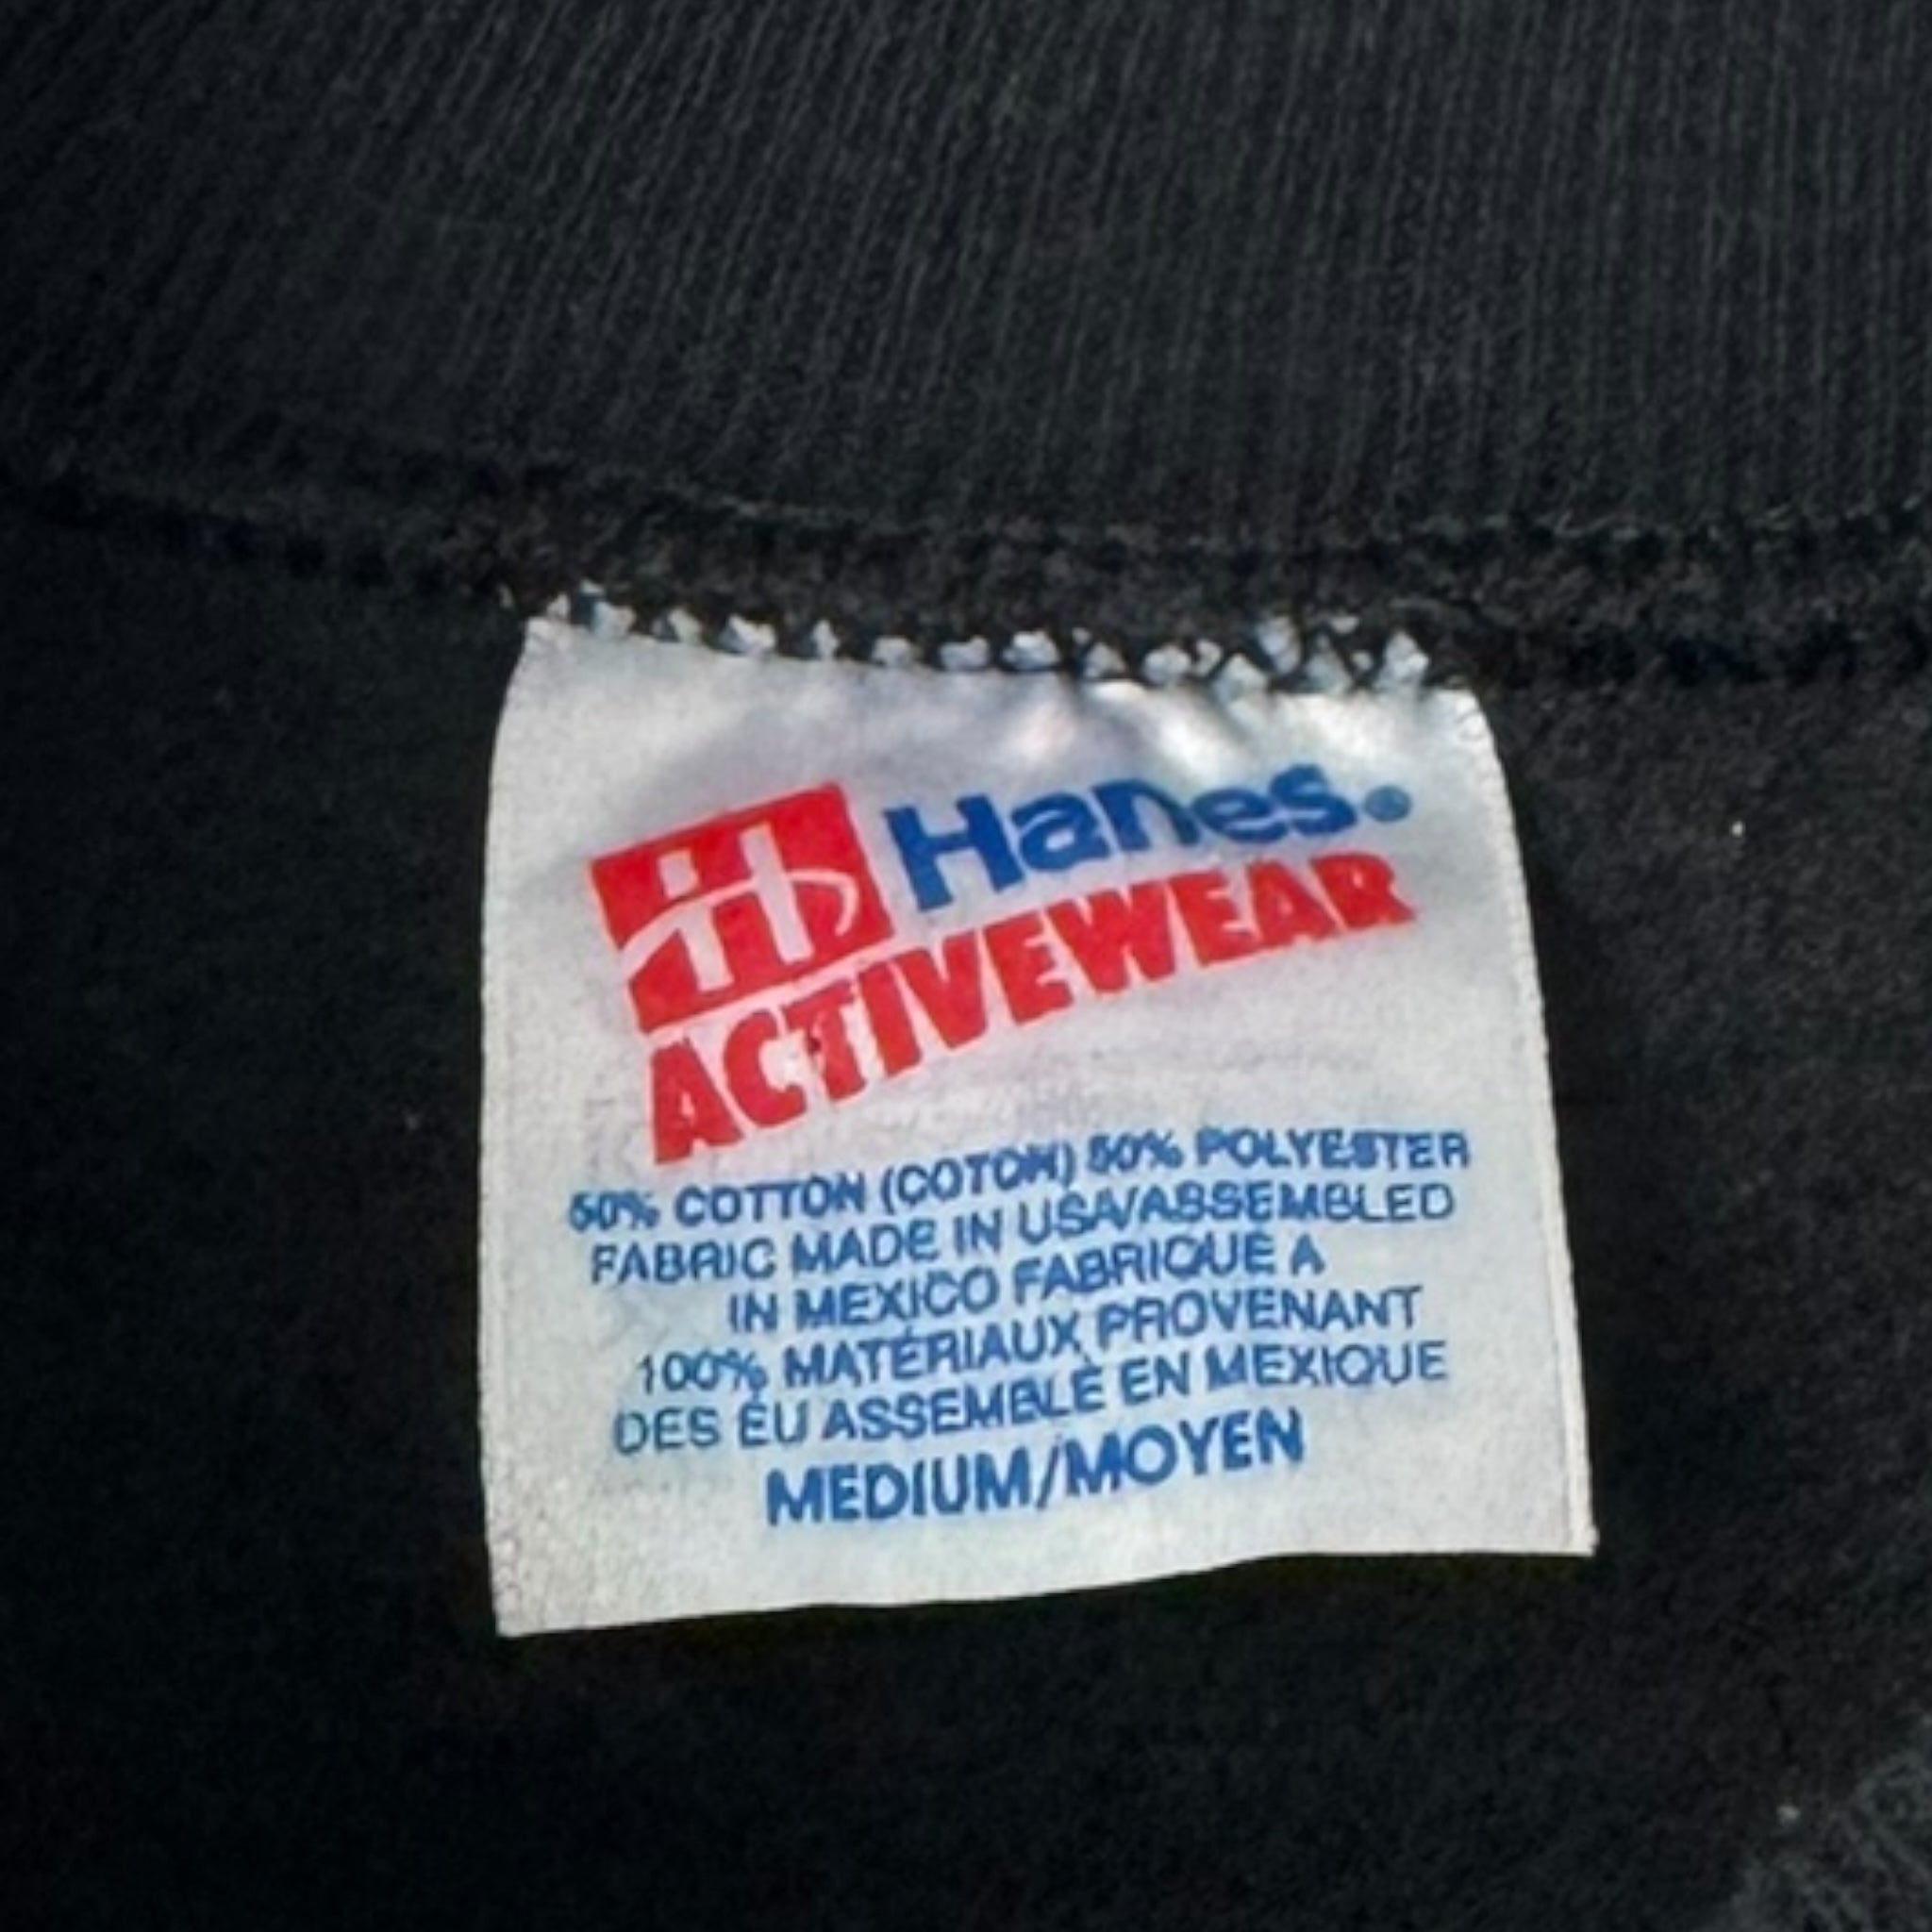 H Hanes®
ACTIVEWEAR
50% COTTON (COTON) 50% POLYESTER
FABRIC MADE IN USA/ASSEMBLED
IN MEXICO FABRIQUÉ A
100% MATÉRIAUX PROVENANT
DES ÉU ASSEMBLÉ EN MEXIQUE
MEDIUM/MOYEN